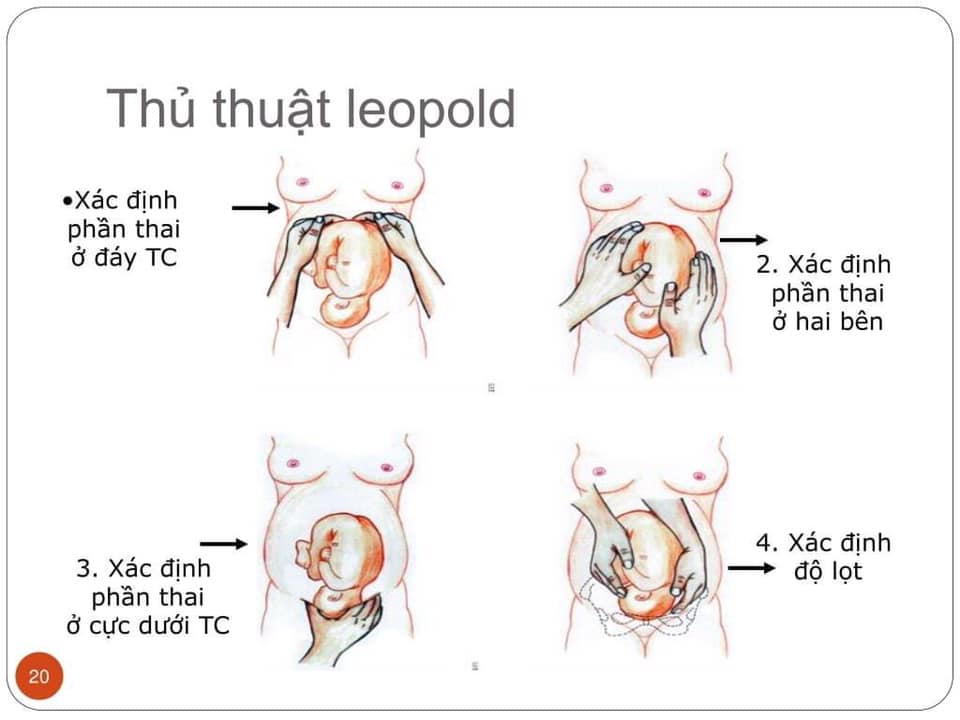 Thủ thuật leopold
•Xác định
phần thai
ở đáy TC
2. Xác định
phần thai
ở hai bên
3. Xác định
phần thai
ở cực dưới TC
4. Xác định
độ lọt
20